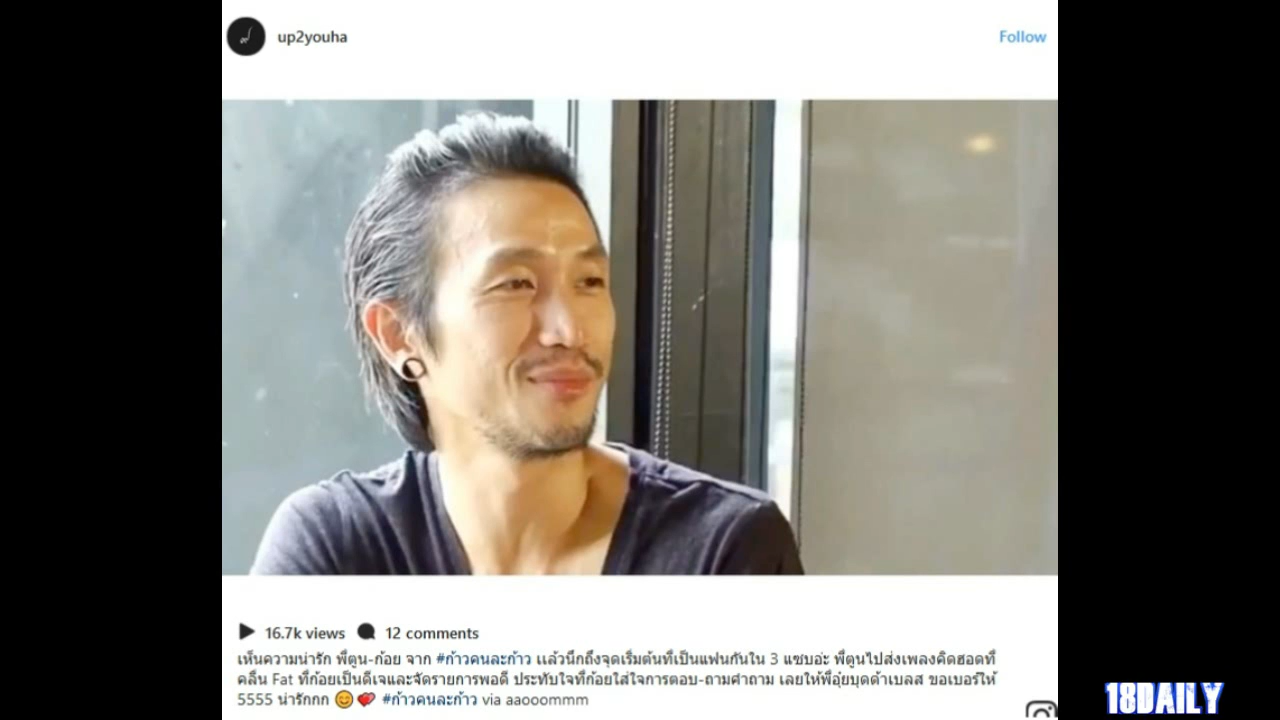 up2youha
Follow
16.7k views 12 comments
เห็นความน่ารัก พี่ตูน-ก้อย จาก #ก้าวคนละก้าว แล้วนึกถึงจุดเริ่มต้นที่เป็นแฟนกันใน 3 แซบอ่ะ พี่ตูนไปส่งเพลงคิดฮอดที่
คลื่น Fat ที่ก้อยเป็นดีเจและจัดรายการพอดี ประทับใจที่ก้อยใส่ใจการตอบ-ถามคำถาม เลยให้พี่อุ๋ยบุดด้าเบลส ขอเบอร์ให้
5555 น่ารักกก 😊💕 #ก้าวคนละก้าว via aaooommm
18DAILY